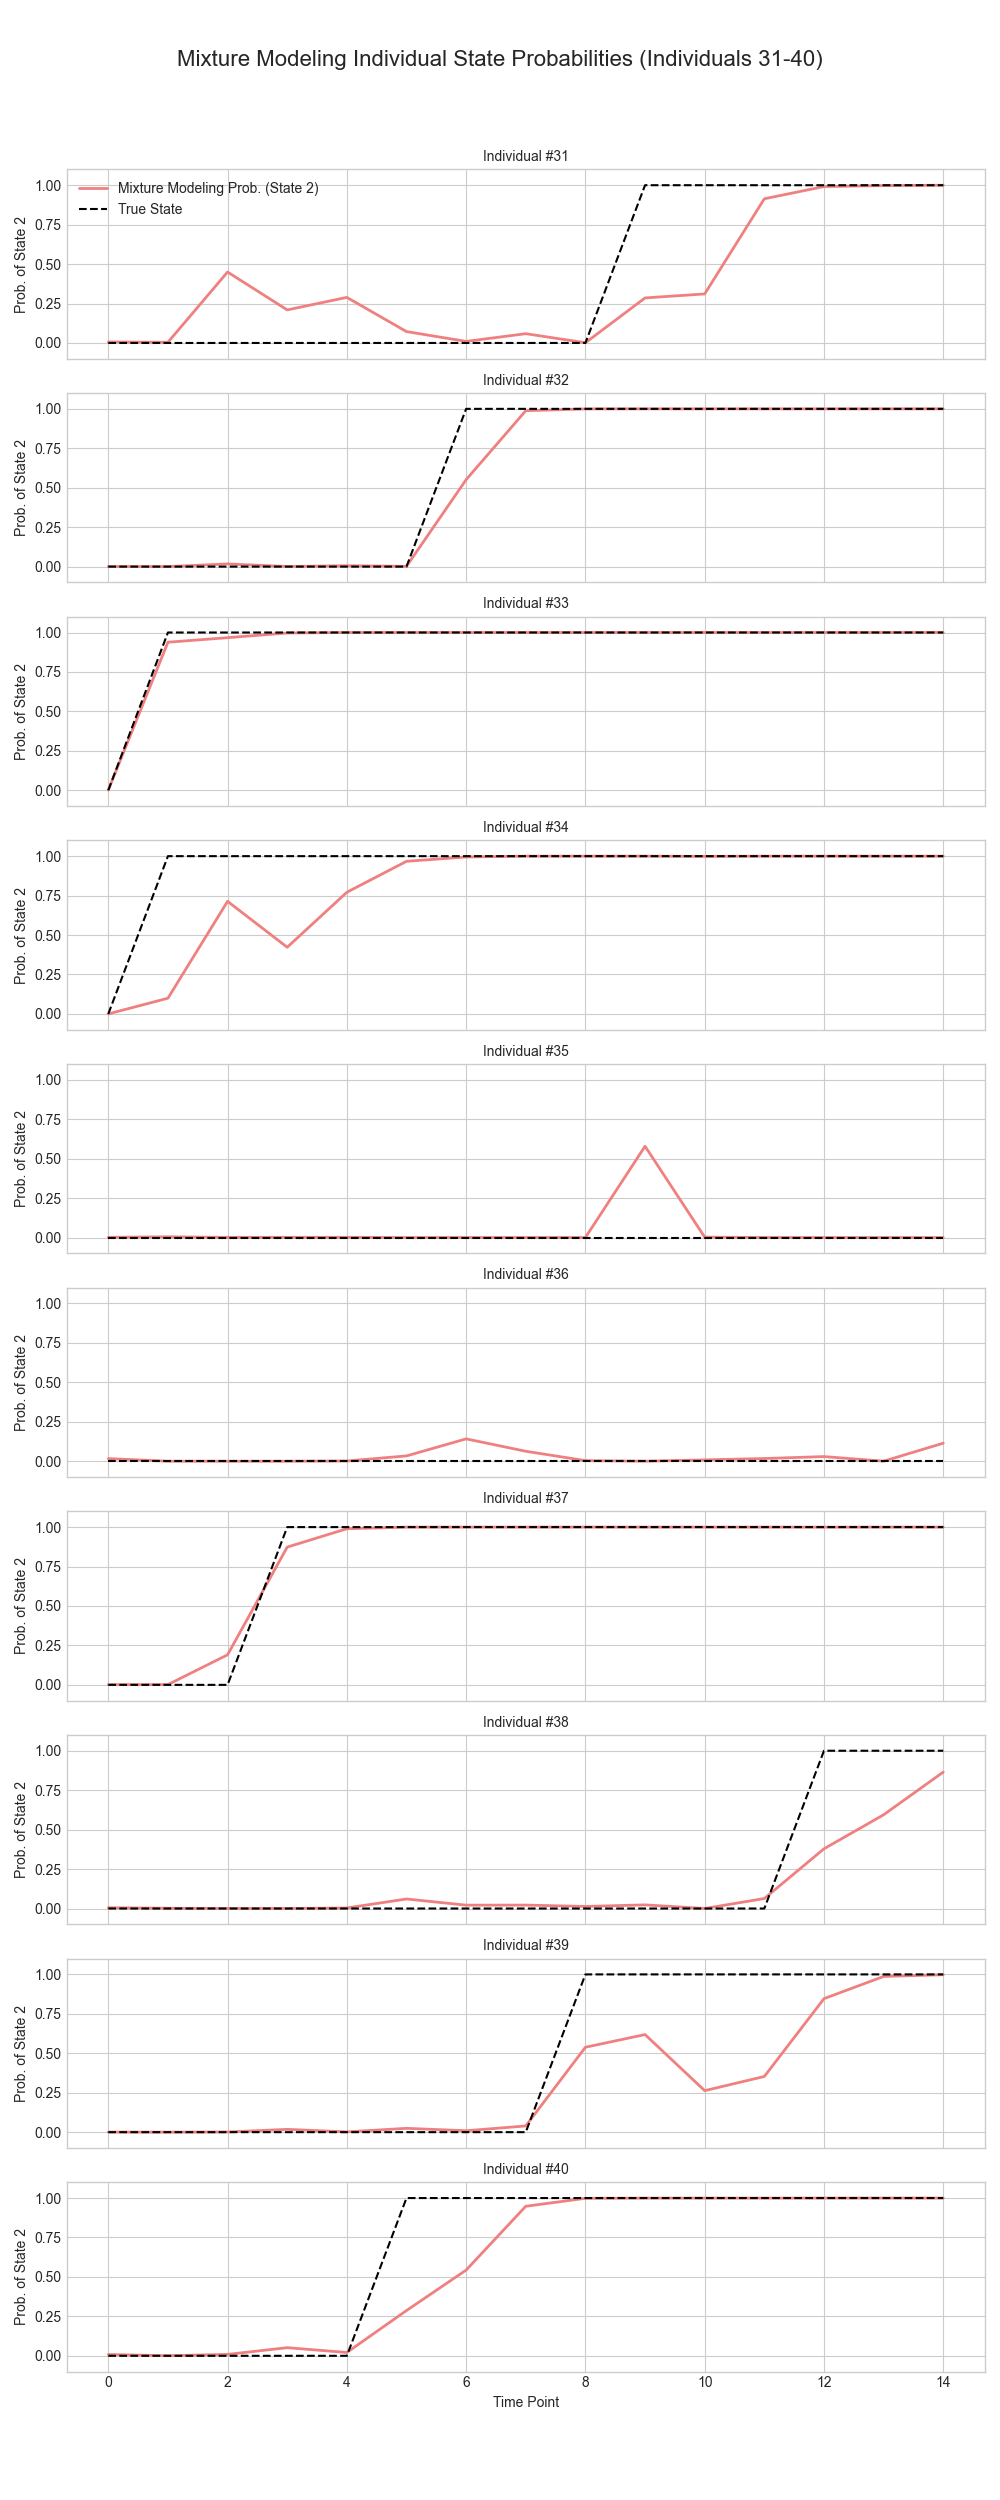 Mixture Modeling Individual State Probabilities (Individuals 31-40)
Individual #31
Mixture Modeling Prob. (State 2)
True State
1.00
0.75
0.50
0.25
0.00
Prob. of State 2
Individual #32
1.00
0.75
0.50
0.25
0.00
Prob. of State 2
Individual #33
1.00
0.75
0.50
0.25
0.00
Prob. of State 2
Individual #34
1.00
0.75
0.50
0.25
0.00
Prob. of State 2
Individual #35
1.00
0.75
0.50
0.25
0.00
Prob. of State 2
Individual #36
1.00
0.75
0.50
0.25
0.00
Prob. of State 2
Individual #37
1.00
0.75
0.50
0.25
0.00
Prob. of State 2
Individual #38
1.00
0.75
0.50
0.25
0.00
Prob. of State 2
Individual #39
1.00
0.75
0.50
0.25
0.00
Prob. of State 2
Individual #40
1.00
0.75
0.50
0.25
0.00
Prob. of State 2
0 2 4 6 8 10 12 14
Time Point